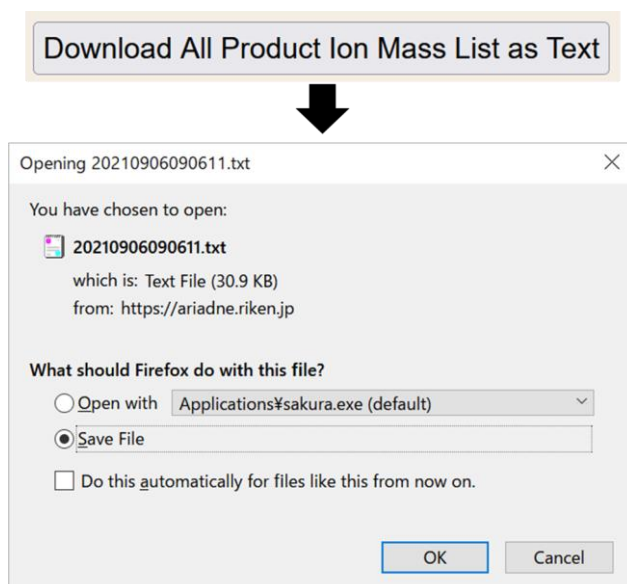 Download All Product Ion Mass List as Text
Opening 20210906090611.txt
You have chosen to open:
20210906090611.txt
which is: Text File (30.9 KB)
from: https://ariadne.riken.jp
What should Firefox do with this file?
Open with Applications¥sakura.exe (default)
Save File
Do this automatically for files like this from now on.
OK Cancel